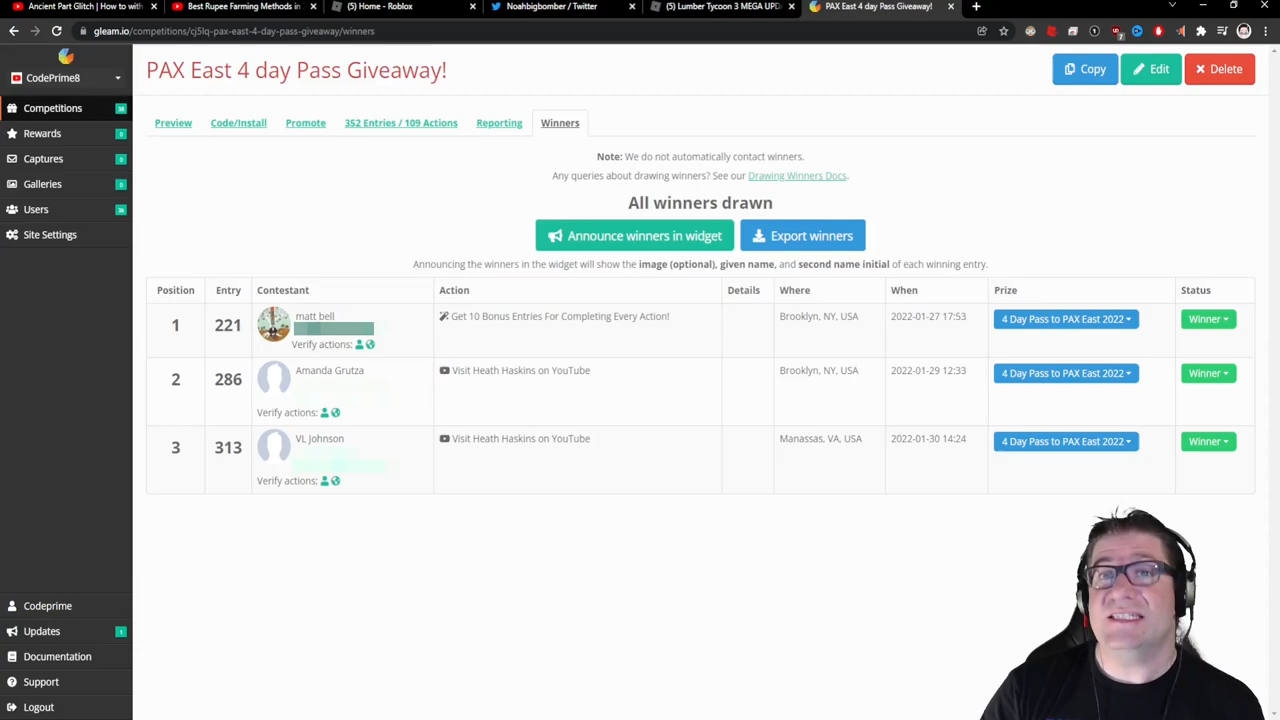 Ancient Part Glitch | How to with
Best Rupee Farming Methods in
(5) Home - Roblox
Noahbigbomber / Twitter
(5) Lumber Tycoon 3 MEGA UPD
PAX East 4 day Pass Giveaway!
gleam.io/competitions/cj5lq-pax-east-4-day-pass-giveaway/winners
CodePrime8
PAX East 4 day Pass Giveaway!
Copy
Edit
Delete
Competitions
Rewards
Captures
Galleries
Users
Site Settings
Preview
Code/Install
Promote
352 Entries / 109 Actions
Reporting
Winners
Note: We do not automatically contact winners.
Any queries about drawing winners? See our Drawing Winners Docs.
All winners drawn
Announce winners in widget
Export winners
Announcing the winners in the widget will show the image (optional), given name, and second name initial of each winning entry.
Position Entry Contestant Action Details Where When Prize Status
1 221 matt bell Get 10 Bonus Entries For Completing Every Action! Brooklyn, NY, USA 2022-01-27 17:53 4 Day Pass to PAX East 2022 Winner
Verify actions:
2 286 Amanda Grutza Visit Heath Haskins on YouTube Brooklyn, NY, USA 2022-01-29 12:33 4 Day Pass to PAX East 2022 Winner
Verify actions:
3 313 VL Johnson Visit Heath Haskins on YouTube Manassas, VA, USA 2022-01-30 14:24 4 Day Pass to PAX East 2022 Winner
Verify actions:
Codeprime
Updates 1
Documentation
Support
Logout